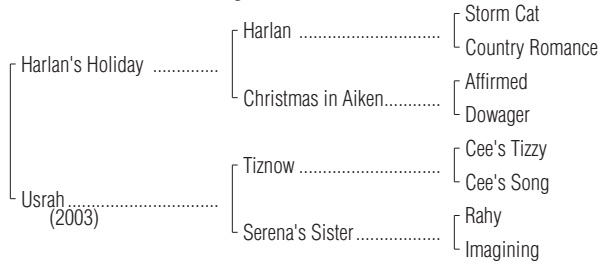 Storm Cat
Harlan ..............................
Country Romance
Harlan's Holiday ..............
Affirmed
Christmas in Aiken............
Dowager
Cee's Tizzy
Tiznow ..............................
Cee's Song
Usrah................................
(2003)
Rahy
Serena's Sister ..................
Imagining